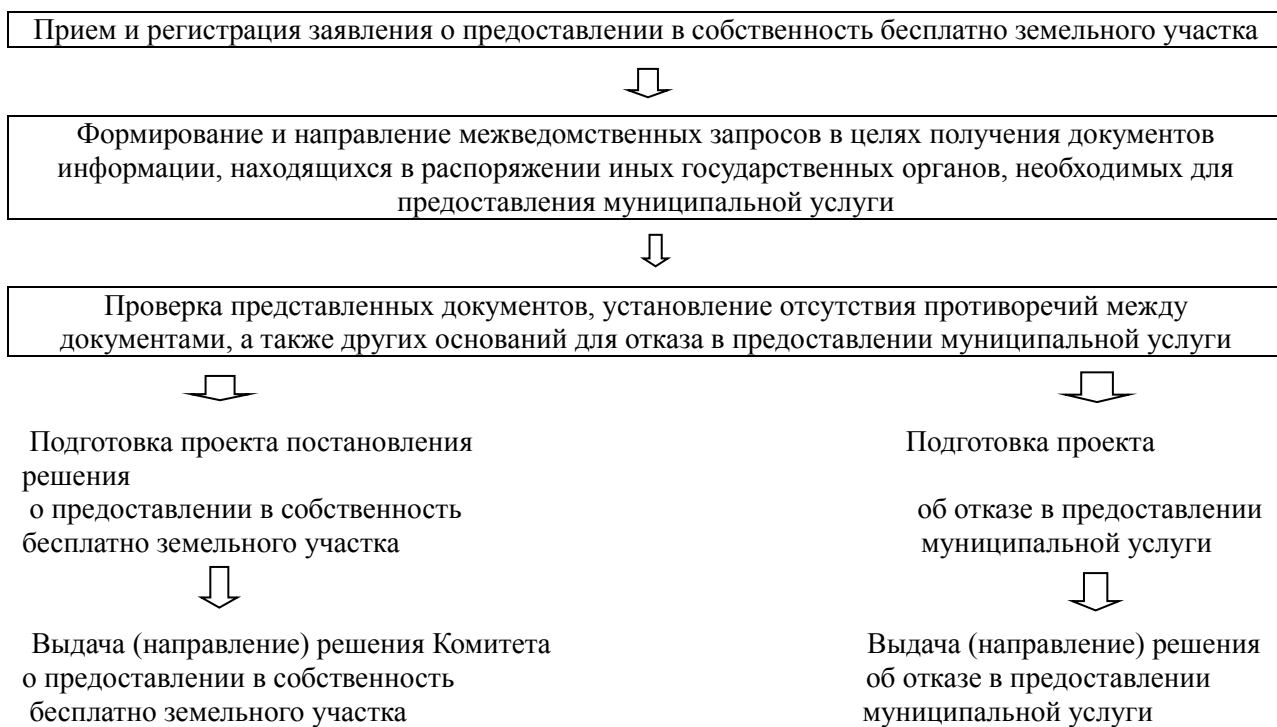 Прием и регистрация заявления о предоставлении в собственность бесплатно земельного участка
Формирование и направление межведомственных запросов в целях получения документов
информации, находящихся в распоряжении иных государственных органов, необходимых для
предоставления муниципальной услуги
Проверка представленных документов, установление отсутствия противоречий между
документами, а также других оснований для отказа в предоставлении муниципальной услуги
Подготовка проекта постановления
решения
о предоставлении в собственность
бесплатно земельного участка
Подготовка проекта
об отказе в предоставлении
муниципальной услуги
Выдача (направление) решения Комитета
о предоставлении в собственность
бесплатно земельного участка
Выдача (направление) решения
об отказе в предоставлении
муниципальной услуги